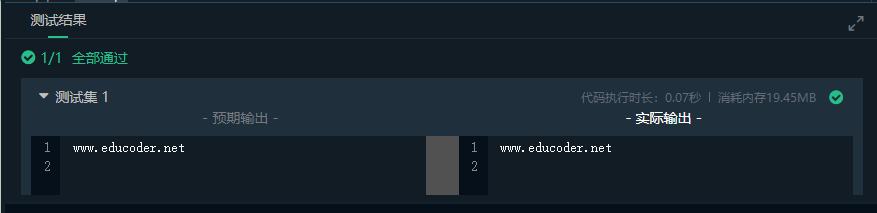 测试结果
1/1 全部通过
测试集 1
代码执行时长：0.07秒 | 消耗内存19.45MB
- 预期输出 -
- 实际输出 -
1 www.educoder.net
2
1 www.educoder.net
2